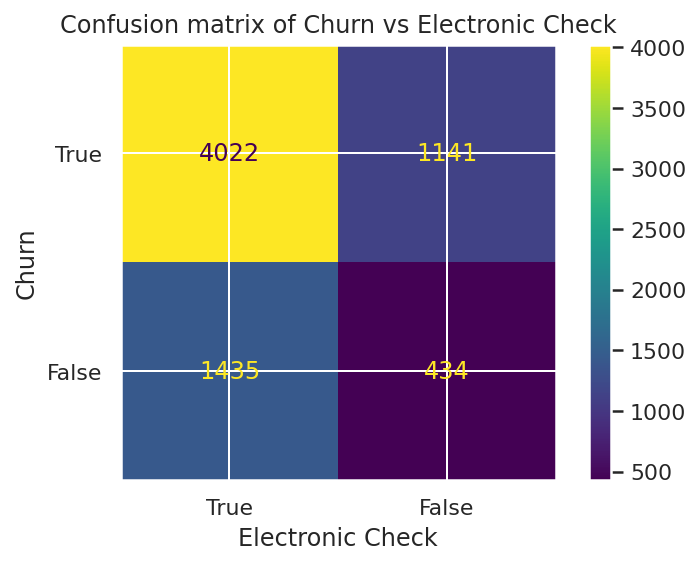 Confusion matrix of Churn vs Electronic Check
4000
3500
3000
2500
2000
1500
1000
500
Churn
True
False
4022
1141
1435
434
True
False
Electronic Check